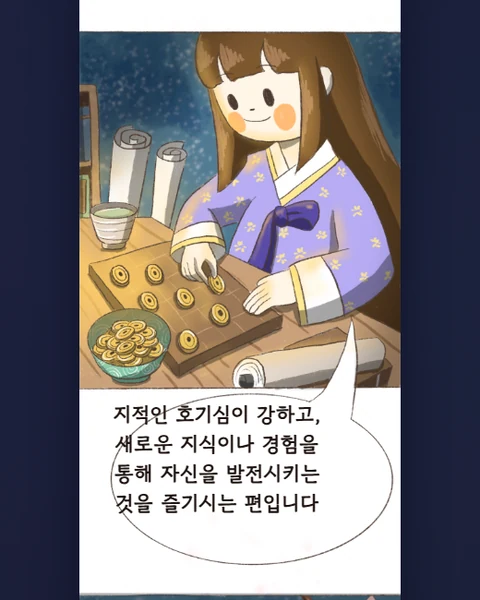 지적인 호기심이 강하고,
새로운 지식이나 경험을
통해 자신을 발전시키는
것을 즐기시는 편입니다